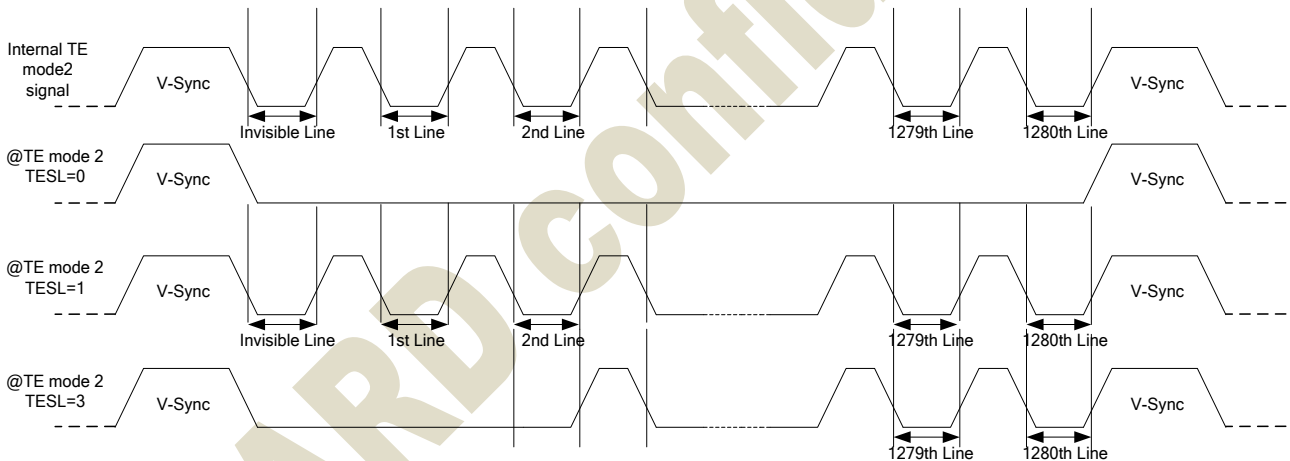 Internal TE
mode2
signal
V-Sync
V-Sync
Invisible Line
1st Line
2nd Line
1279th Line
1280th Line
@TE mode 2
TESL=0
V-Sync
V-Sync
@TE mode 2
TESL=1
V-Sync
V-Sync
Invisible Line
1st Line
2nd Line
1279th Line
1280th Line
@TE mode 2
TESL=3
V-Sync
V-Sync
1279th Line
1280th Line